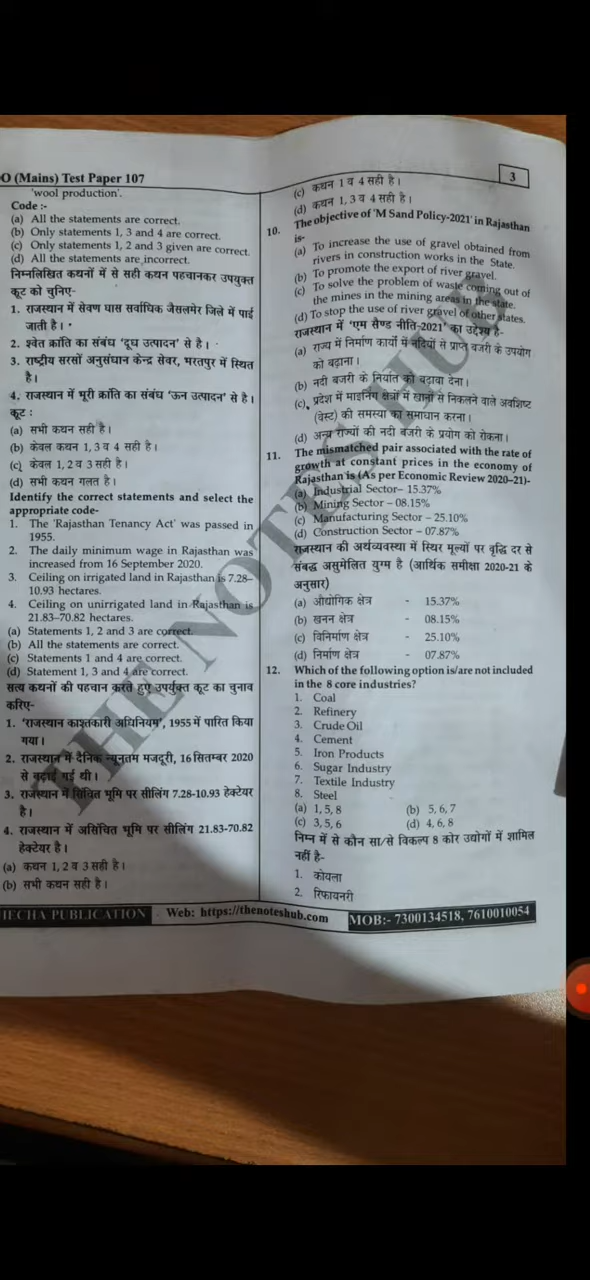 O (Mains) Test Paper 107
3
'wool production'.
Code :-
(a) All the statements are correct.
(b) Only statements 1, 3 and 4 are correct.
(c) Only statements 1, 2 and 3 given are correct.
(d) All the statements are incorrect.
निम्नलिखित कथनों में से सही कथन पहचानकर उपयुक्त
कूट को चुनिए-
1. राजस्थान में सेवण घास सर्वाधिक जैसलमेर जिले में पाई
जाती है।
2. श्वेत क्रांति का संबंध 'दूध उत्पादन' से है।
3. राष्ट्रीय सरसों अनुसंधान केन्द्र सेवर, भरतपुर में स्थित
है।
4. राजस्थान में भूरी क्रांति का संबंध 'ऊन उत्पादन' से है।
कूट :
(a) सभी कथन सही है।
(b) केवल कथन 1, 3 व 4 सही है।
(c) केवल 1, 2 व 3 सही है।
(d) सभी कथन गलत है।
Identify the correct statements and select the
appropriate code-
1. The 'Rajasthan Tenancy Act' was passed in
1955.
2. The daily minimum wage in Rajasthan was
increased from 16 September 2020.
3. Ceiling on irrigated land in Rajasthan is 7.28-
10.93 hectares.
4. Ceiling on unirrigated land in Rajasthan is
21.83-70.82 hectares.
(a) Statements 1, 2 and 3 are correct.
(b) All the statements are correct.
(c) Statements 1 and 4 are correct.
(d) Statement 1, 3 and 4 are correct.
सत्य कथनों की पहचान करते हुए उपर्युक्त कूट का चुनाव
करिए-
1. 'राजस्थान काश्तकारी अधिनियम', 1955 में पारित किया
गया।
2. राजस्थान में दैनिक न्यूनतम मजदूरी, 16 सितम्बर 2020
से बढ़ाई गई थी।
3. राजस्थान में सिंचित भूमि पर सीलिंग 7.28-10.93 हेक्टेयर
है।
4. राजस्थान में असिंचित भूमि पर सीलिंग 21.83-70.82
हेक्टेयर है।
(a) कथन 1, 2 व 3 सही है।
(b) सभी कथन सही है।
(c) कथन 1 व 4 सही है।
(d) कथन 1, 3 व 4 सही है।
10. The objective of 'M Sand Policy-2021' in Rajasthan
is-
(a) To increase the use of gravel obtained from
rivers in construction works in the State.
(b) To promote the export of river gravel.
(c) To solve the problem of waste coming out of
the mines in the mining areas in the state.
(d) To stop the use of river gravel of other states.
राजस्थान में 'एम सैण्ड नीति-2021' का उद्देश्य है-
(a) राज्य में निर्माण कार्यो में नदियों से प्राप्त बजरी के उपयोग
को बढ़ाना।
(b) नदी बजरी के निर्यात को बढ़ावा देना।
(c) प्रदेश में माइनिंग क्षेत्रों में खानों से निकलने वाले अवशिष्ट
(वेस्ट) की समस्या का समाधान करना।
(d) अन्य राज्यों की नदी बजरी के प्रयोग को रोकना।
11. The mismatched pair associated with the rate of
growth at constant prices in the economy of
Rajasthan is (As per Economic Review 2020-21)-
(a) Industrial Sector– 15.37%
(b) Mining Sector – 08.15%
(c) Manufacturing Sector – 25.10%
(d) Construction Sector – 07.87%
राजस्थान की अर्थव्यवस्था में स्थिर मूल्यों पर वृद्धि दर से
संबद्ध असुमेलित युग्म है (आर्थिक समीक्षा 2020-21 के
अनुसार)
(a) औद्योगिक क्षेत्र - 15.37%
(b) खनन क्षेत्र - 08.15%
(c) विनिर्माण क्षेत्र - 25.10%
(d) निर्माण क्षेत्र - 07.87%
12. Which of the following option is/are not included
in the 8 core industries?
1. Coal
2. Refinery
3. Crude Oil
4. Cement
5. Iron Products
6. Sugar Industry
7. Textile Industry
8. Steel
(a) 1, 5, 8 (b) 5, 6, 7
(c) 3, 5, 6 (d) 4, 6, 8
निम्न में से कौन सा/से विकल्प 8 कोर उद्योगों में शामिल
नहीं है-
1. कोयला
2. रिफायनरी
THE NOTES HUB
HECHA PUBLICATION - Web: https://thenoteshub.com MOB:- 7300134518, 7610010054